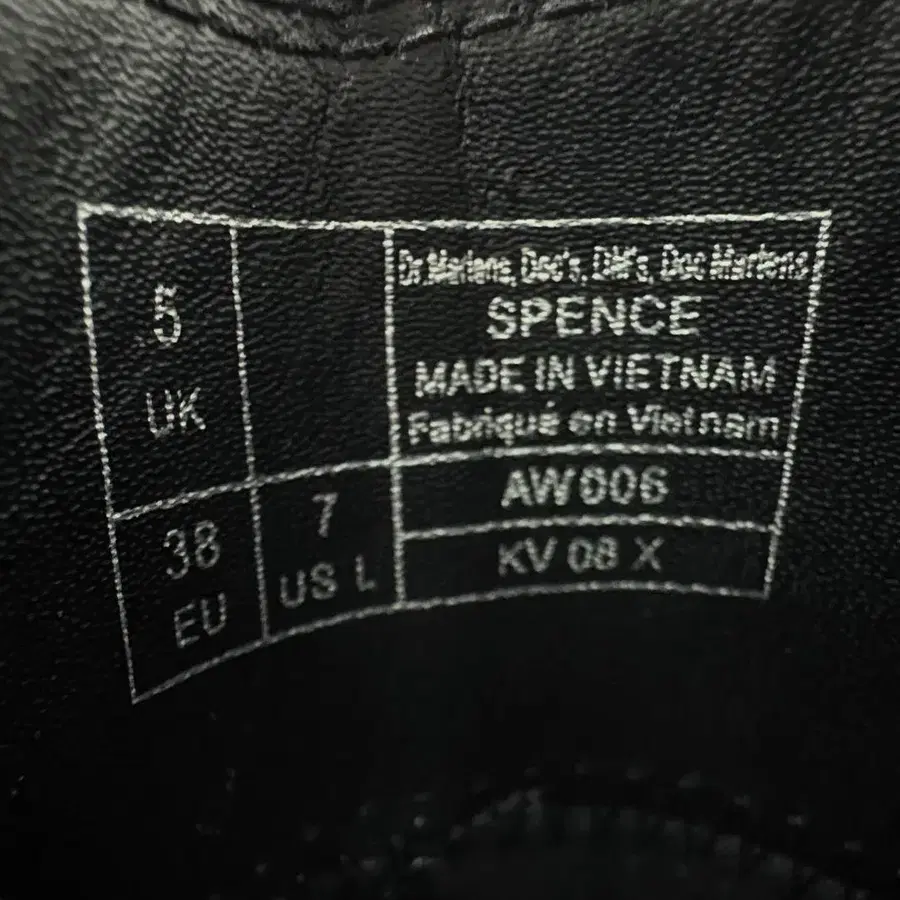 5
UK
38
EU
7
US L
Dr.Martens, Doc's, DM's, Doc Martens
SPENCE
MADE IN VIETNAM
Fabriqué en Vietnam
AW006
KV 08 X